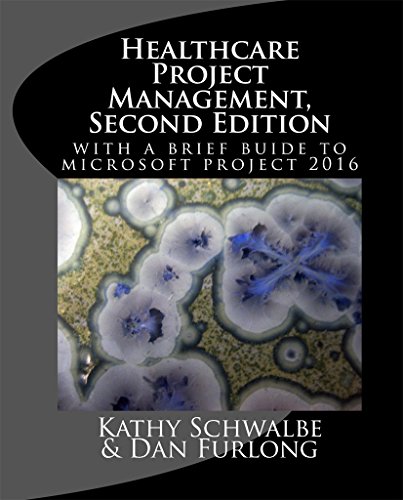 Healthcare
Project
Management,
Second Edition
with a brief buide to
microsoft project 2016
Kathy Schwalbe
& Dan Furlong